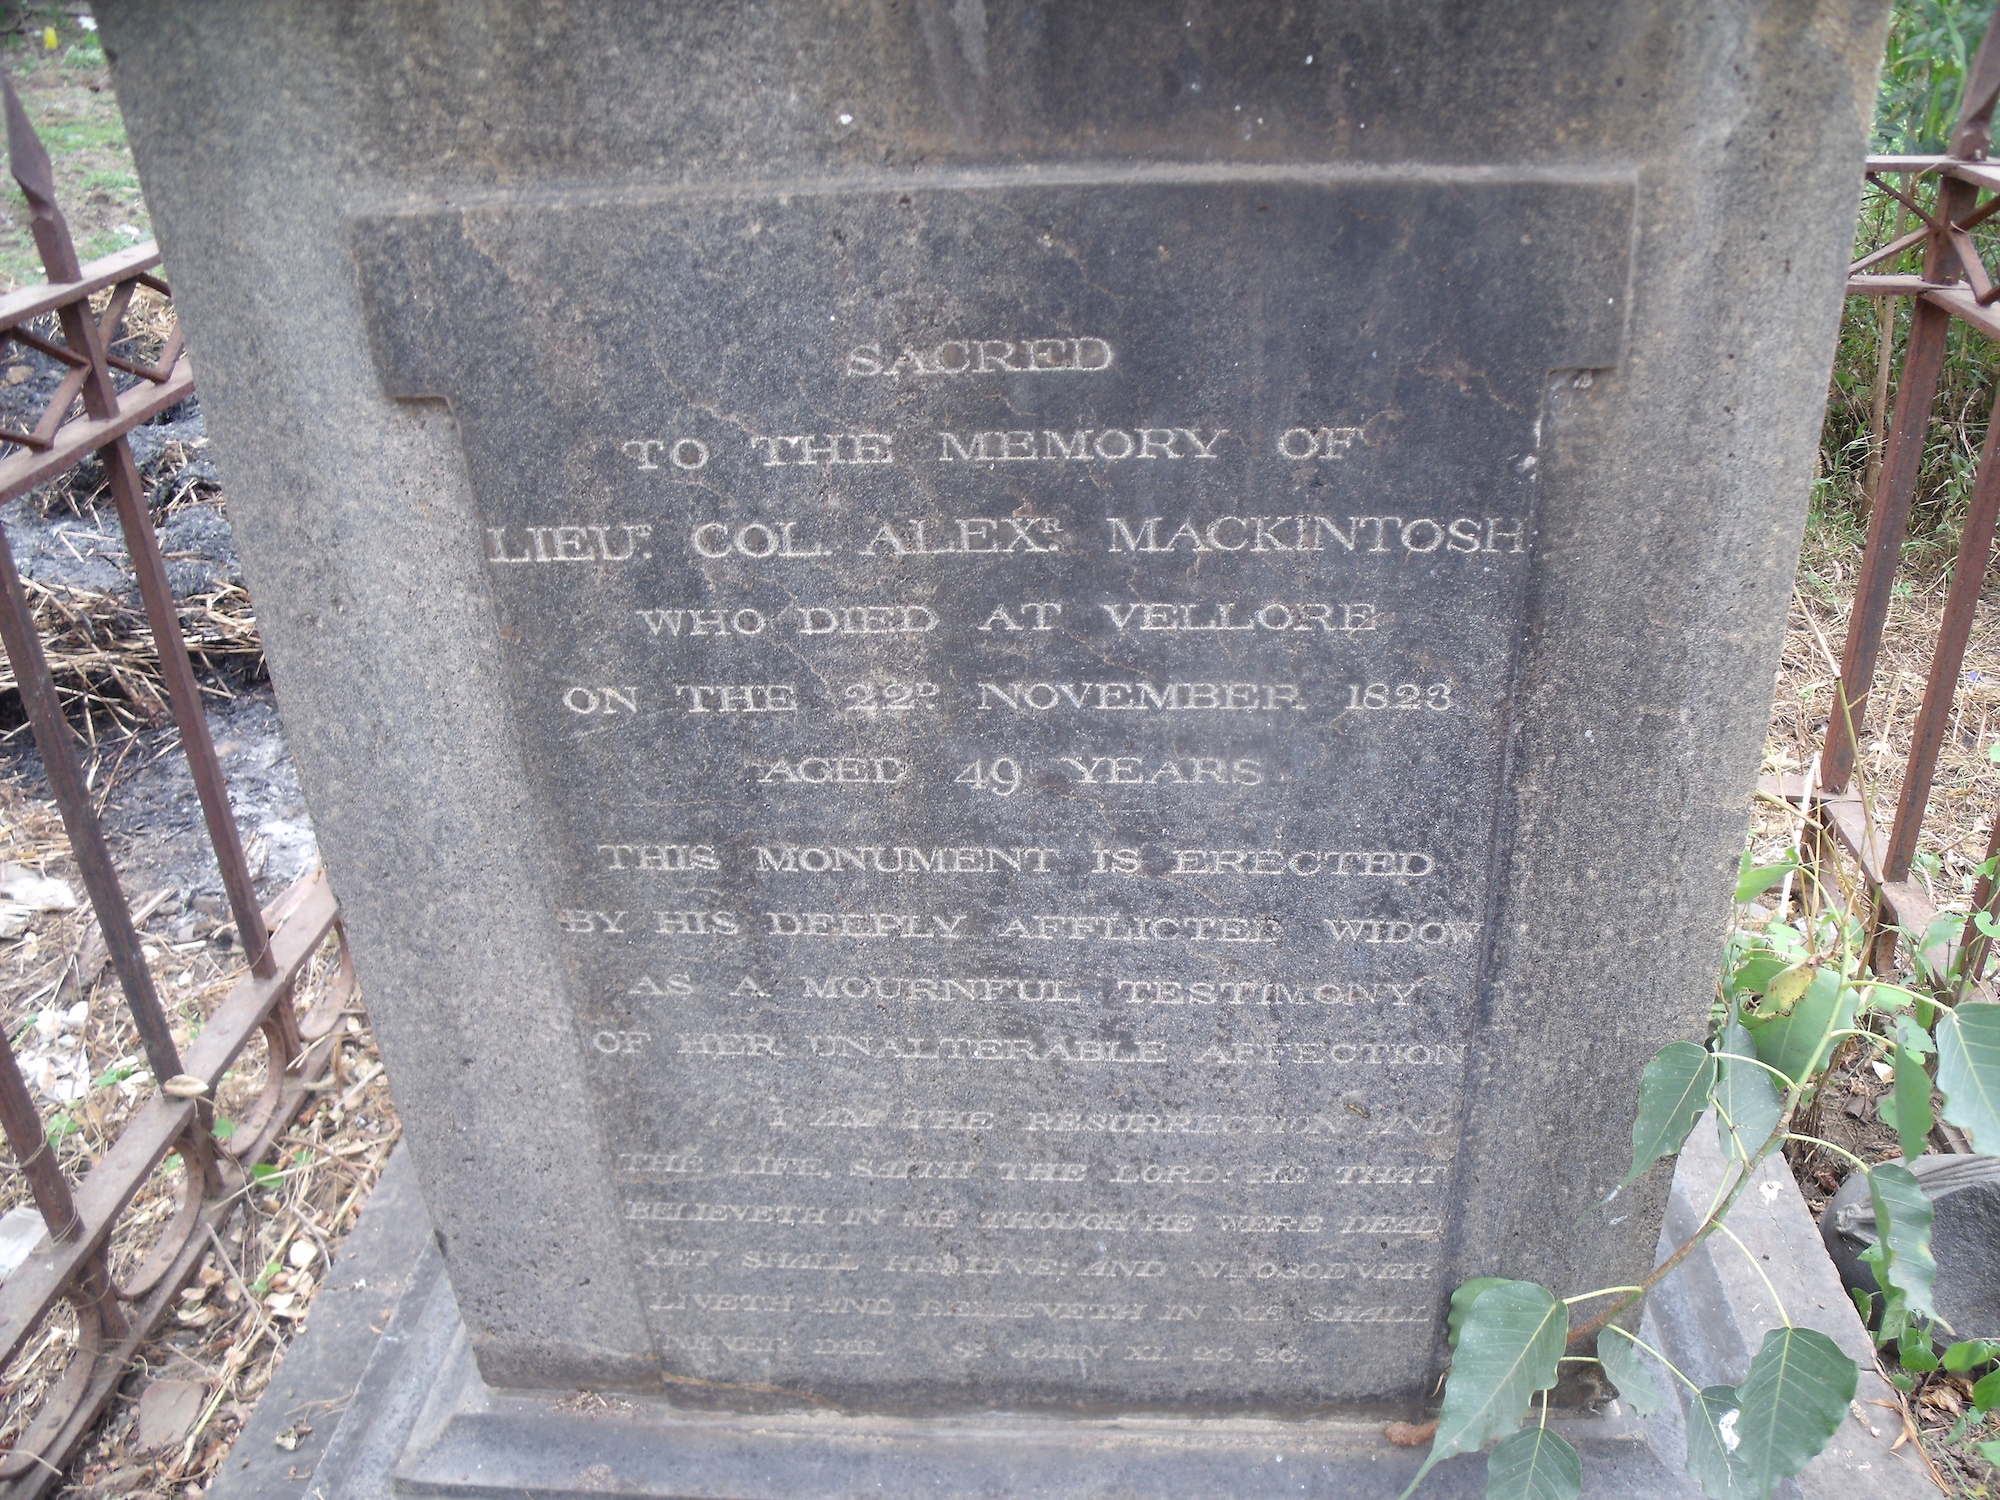 SACRED
TO THE MEMORY OF
LIEUT. COL. ALEXR. MACKINTOSH
WHO DIED AT VELLORE
ON THE 22D. NOVEMBER 1823
AGED 49 YEARS
THIS MONUMENT IS ERECTED
BY HIS DEEPLY AFFLICTED WIDOW
AS A MOURNFUL TESTIMONY
OF HER UNALTERABLE AFFECTION
I AM THE RESURRECTION AND
THE LIFE SAITH THE LORD: HE THAT
BELIEVETH IN ME THOUGH HE WERE DEAD
YET SHALL HE LIVE: AND WHOSOEVER
LIVETH AND BELIEVETH IN ME SHALL
NEVER DIE. ST JOHN XI. 25. 26.